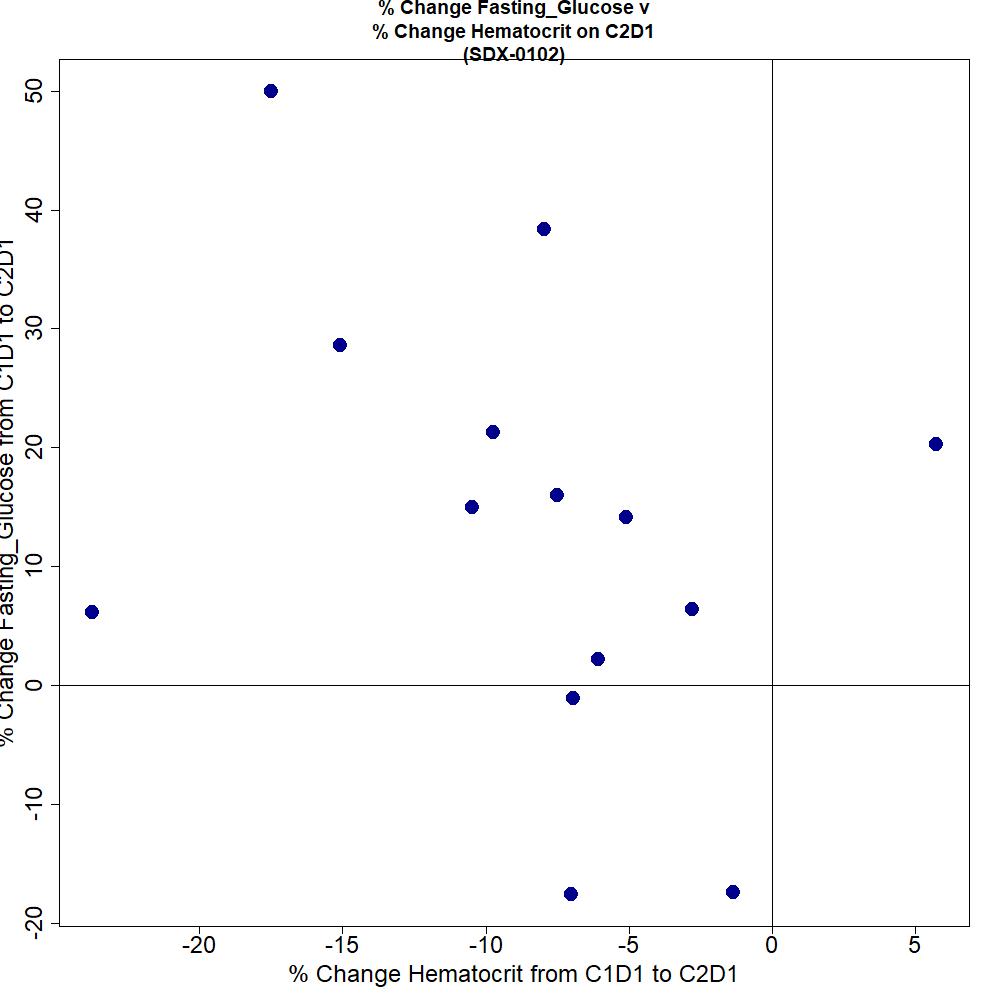 % Change Fasting_Glucose v
% Change Hematocrit on C2D1
(SDX-0102)
% Change Fasting_Glucose from C1D1 to C2D1
50
40
30
20
10
0
-10
-20
-20
-15
-10
-5
0
5
% Change Hematocrit from C1D1 to C2D1